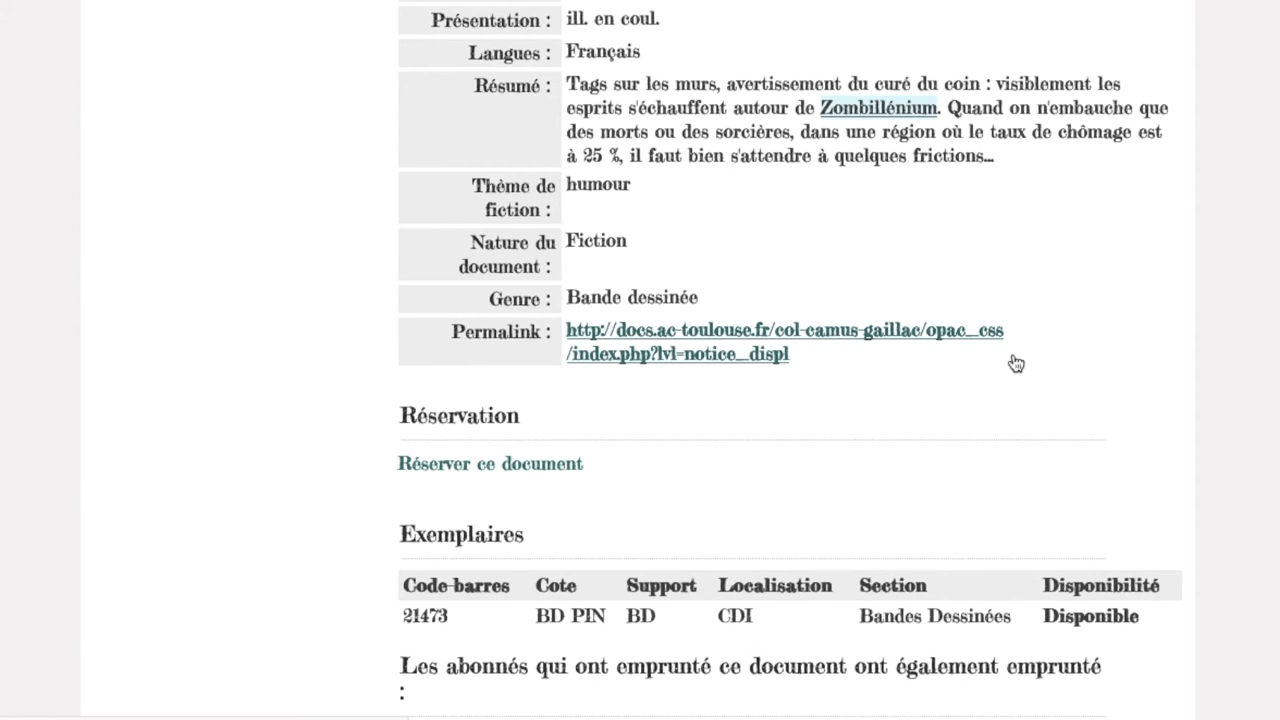 Présentation : ill. en coul.
Langues : Français
Résumé : Tags sur les murs, avertissement du curé du coin : visiblement les
esprits s'échauffent autour de Zombillénium. Quand on n'embauche que
des morts ou des sorcières, dans une région où le taux de chômage est
à 25 %, il faut bien s'attendre à quelques frictions...
Thème de fiction : humour
Nature du document : Fiction
Genre : Bande dessinée
Permalink : http://docs.ac-toulouse.fr/col-camus-gaillac/opac_css
/index.php?lvl=notice_displ
Réservation
Réserver ce document
Exemplaires
Code-barres Cote Support Localisation Section Disponibilité
21473 BD PIN BD CDI Bandes Dessinées Disponible
Les abonnés qui ont emprunté ce document ont également emprunté
: